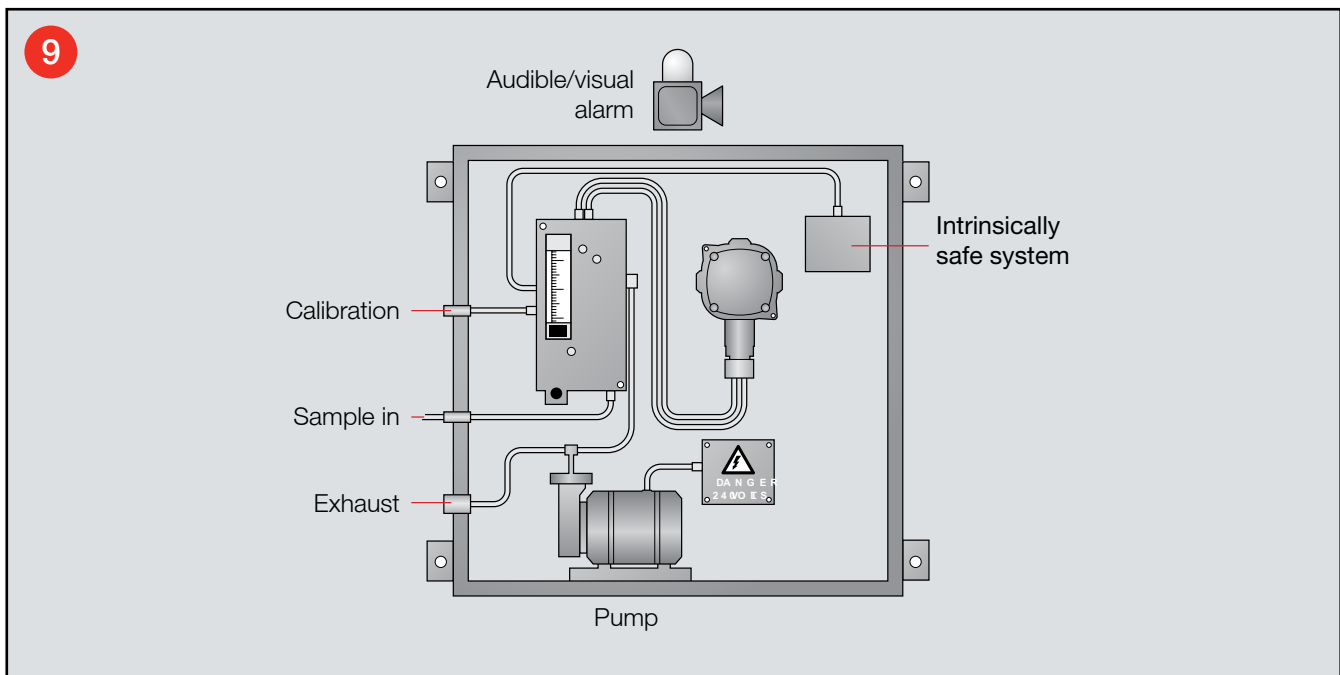 9
Audible/visual
alarm
Intrinsically
safe system
Calibration
Sample in
Exhaust
DANGER
Pump